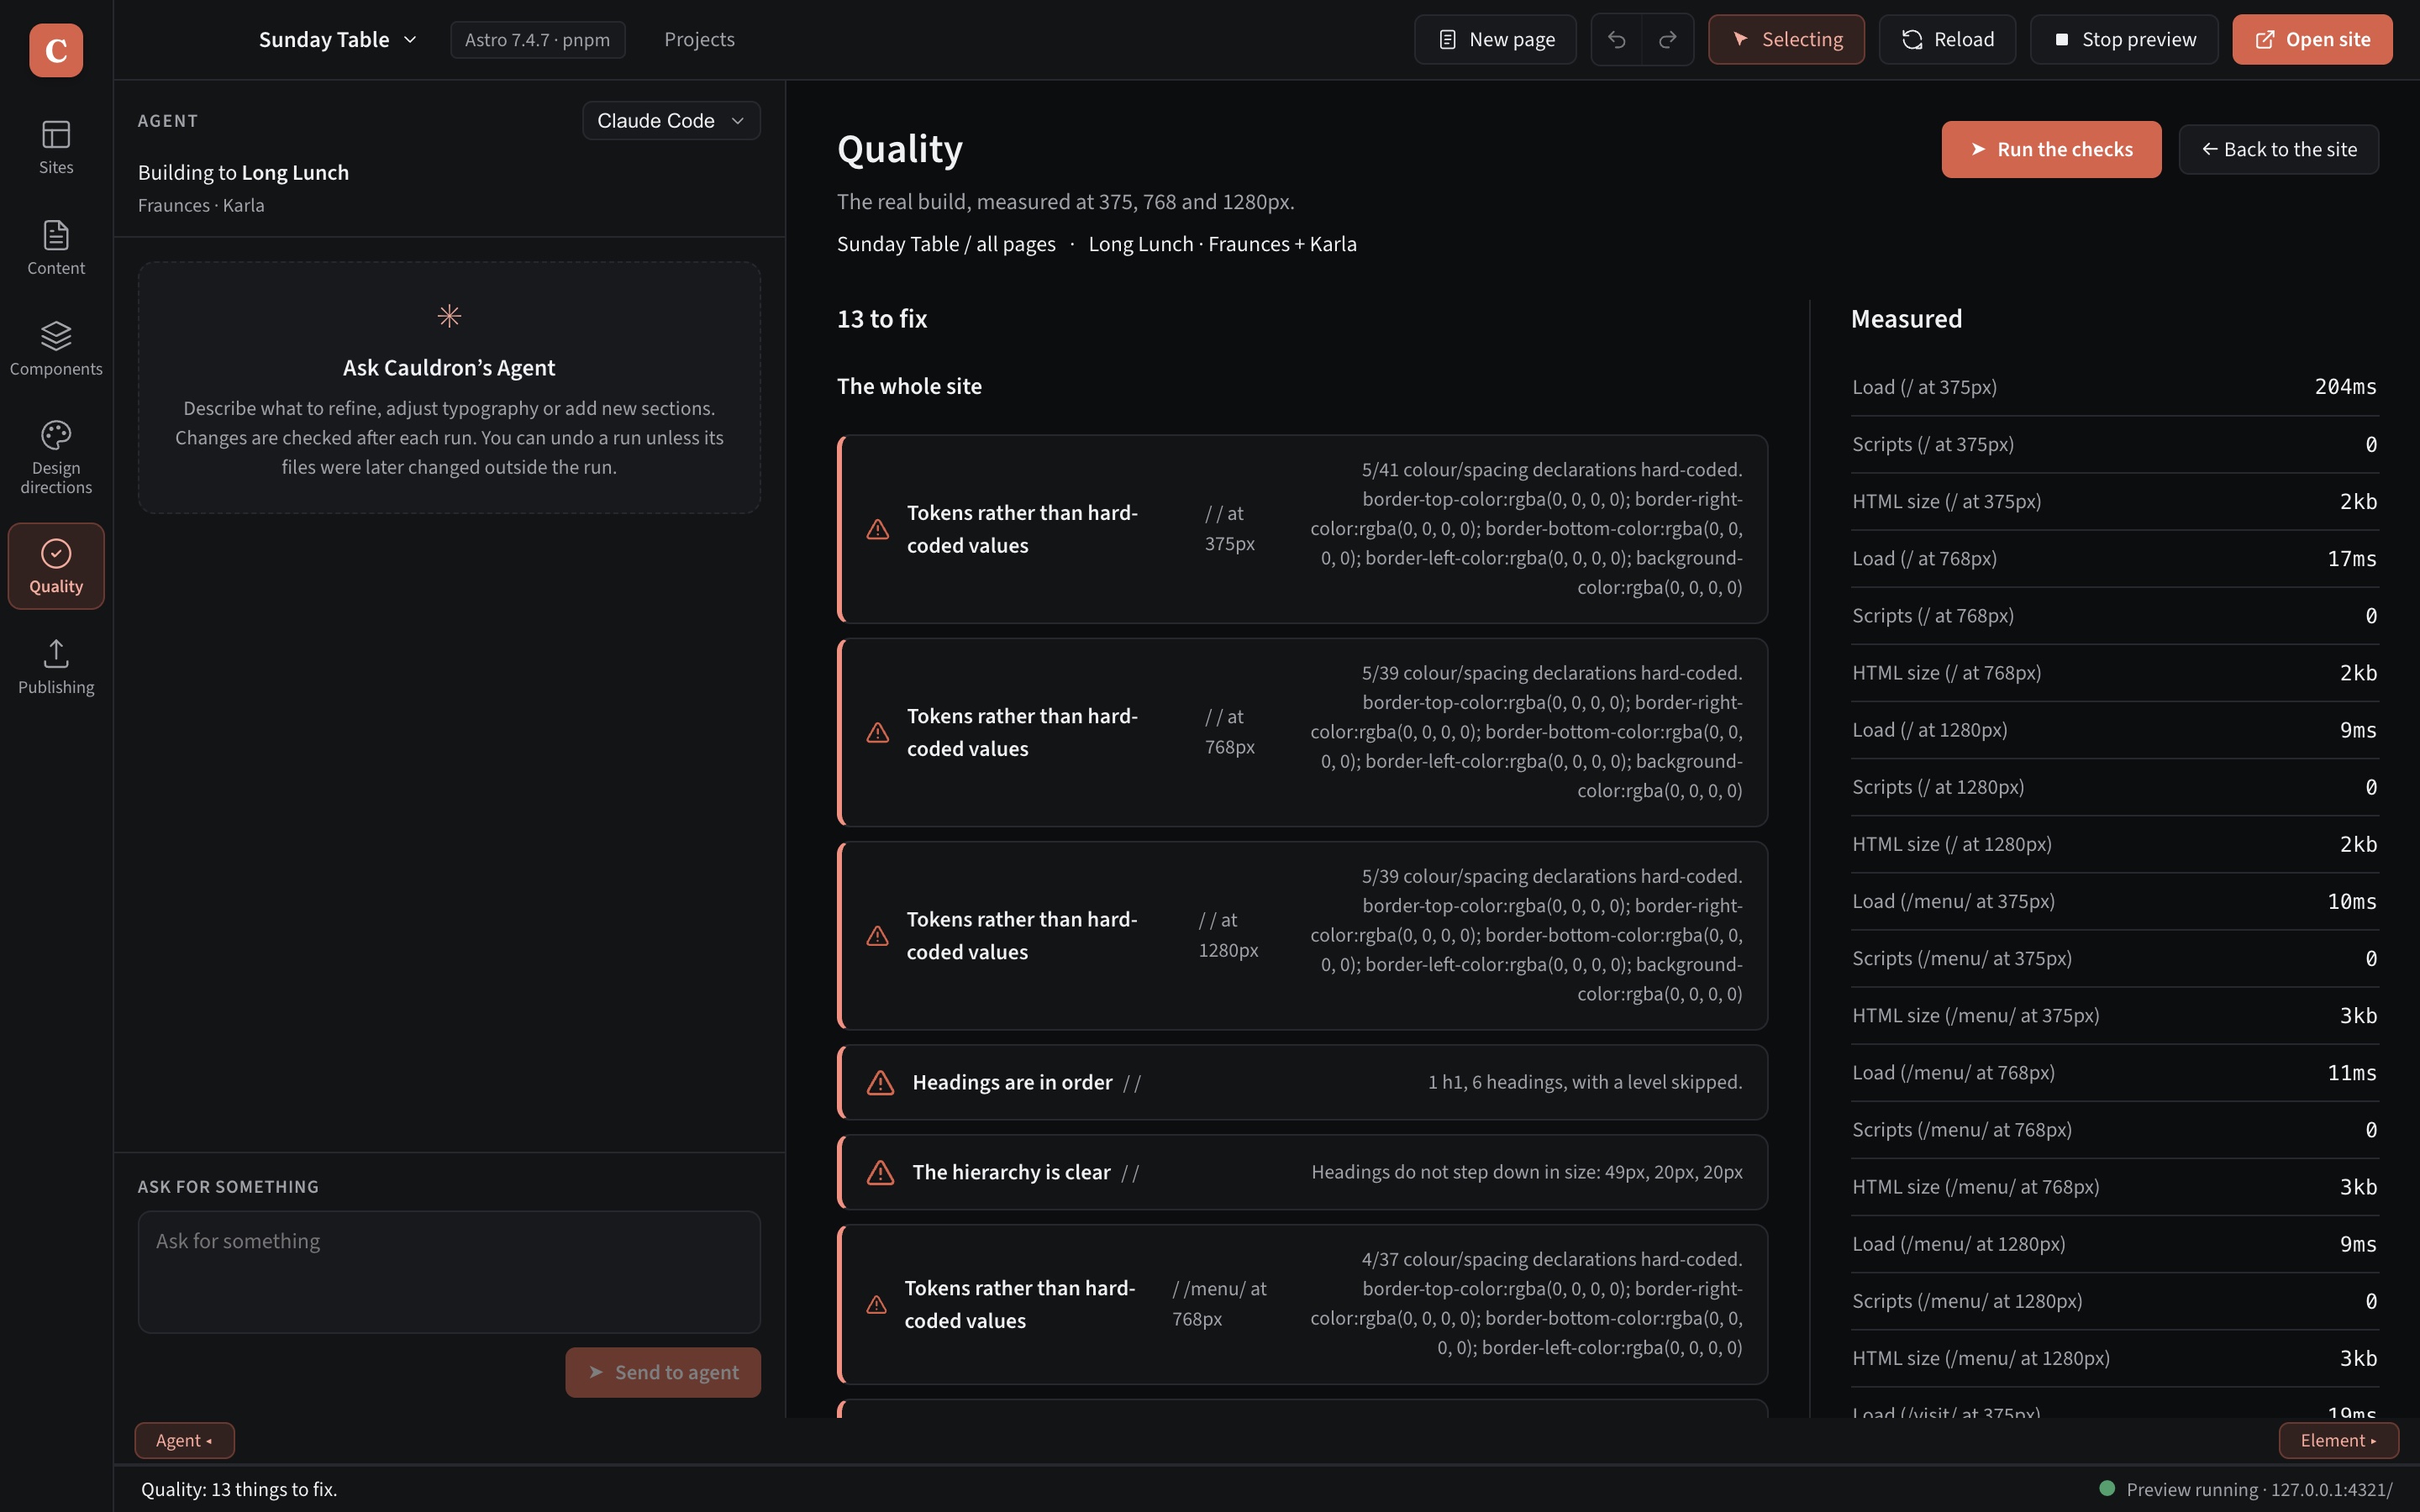 C
Sunday Table
Astro 7.4.7 · pnpm
Projects
New page
Selecting
Reload
Stop preview
Open site
Sites
Content
Components
Design
directions
Quality
Publishing
AGENT
Claude Code
Building to Long Lunch
Fraunces · Karla
Ask Cauldron’s Agent
Describe what to refine, adjust typography or add new sections.
Changes are checked after each run. You can undo a run unless its
files were later changed outside the run.
ASK FOR SOMETHING
Ask for something
Send to agent
Quality
Run the checks
← Back to the site
The real build, measured at 375, 768 and 1280px.
Sunday Table / all pages · Long Lunch · Fraunces + Karla
13 to fix
The whole site
Tokens rather than hard-
coded values
/ / at
375px
5/41 colour/spacing declarations hard-coded.
border-top-color:rgba(0, 0, 0, 0); border-right-
color:rgba(0, 0, 0, 0); border-bottom-color:rgba(0, 0,
0, 0); border-left-color:rgba(0, 0, 0, 0); background-
color:rgba(0, 0, 0, 0)
Tokens rather than hard-
coded values
/ / at
768px
5/39 colour/spacing declarations hard-coded.
border-top-color:rgba(0, 0, 0, 0); border-right-
color:rgba(0, 0, 0, 0); border-bottom-color:rgba(0, 0,
0, 0); border-left-color:rgba(0, 0, 0, 0); background-
color:rgba(0, 0, 0, 0)
Tokens rather than hard-
coded values
/ / at
1280px
5/39 colour/spacing declarations hard-coded.
border-top-color:rgba(0, 0, 0, 0); border-right-
color:rgba(0, 0, 0, 0); border-bottom-color:rgba(0, 0,
0, 0); border-left-color:rgba(0, 0, 0, 0); background-
color:rgba(0, 0, 0, 0)
Headings are in order / /
1 h1, 6 headings, with a level skipped.
The hierarchy is clear / /
Headings do not step down in size: 49px, 20px, 20px
Tokens rather than hard-
coded values
/ /menu/ at
768px
4/37 colour/spacing declarations hard-coded.
border-top-color:rgba(0, 0, 0, 0); border-right-
color:rgba(0, 0, 0, 0); border-bottom-color:rgba(0, 0,
0, 0); border-left-color:rgba(0, 0, 0, 0)
Measured
Load (/ at 375px) 204ms
Scripts (/ at 375px) 0
HTML size (/ at 375px) 2kb
Load (/ at 768px) 17ms
Scripts (/ at 768px) 0
HTML size (/ at 768px) 2kb
Load (/ at 1280px) 9ms
Scripts (/ at 1280px) 0
HTML size (/ at 1280px) 2kb
Load (/menu/ at 375px) 10ms
Scripts (/menu/ at 375px) 0
HTML size (/menu/ at 375px) 3kb
Load (/menu/ at 768px) 11ms
Scripts (/menu/ at 768px) 0
HTML size (/menu/ at 768px) 3kb
Load (/menu/ at 1280px) 9ms
Scripts (/menu/ at 1280px) 0
HTML size (/menu/ at 1280px) 3kb
Load (/visit/ at 375px) 19ms
Agent
Element
Quality: 13 things to fix.
Preview running · 127.0.0.1:4321/